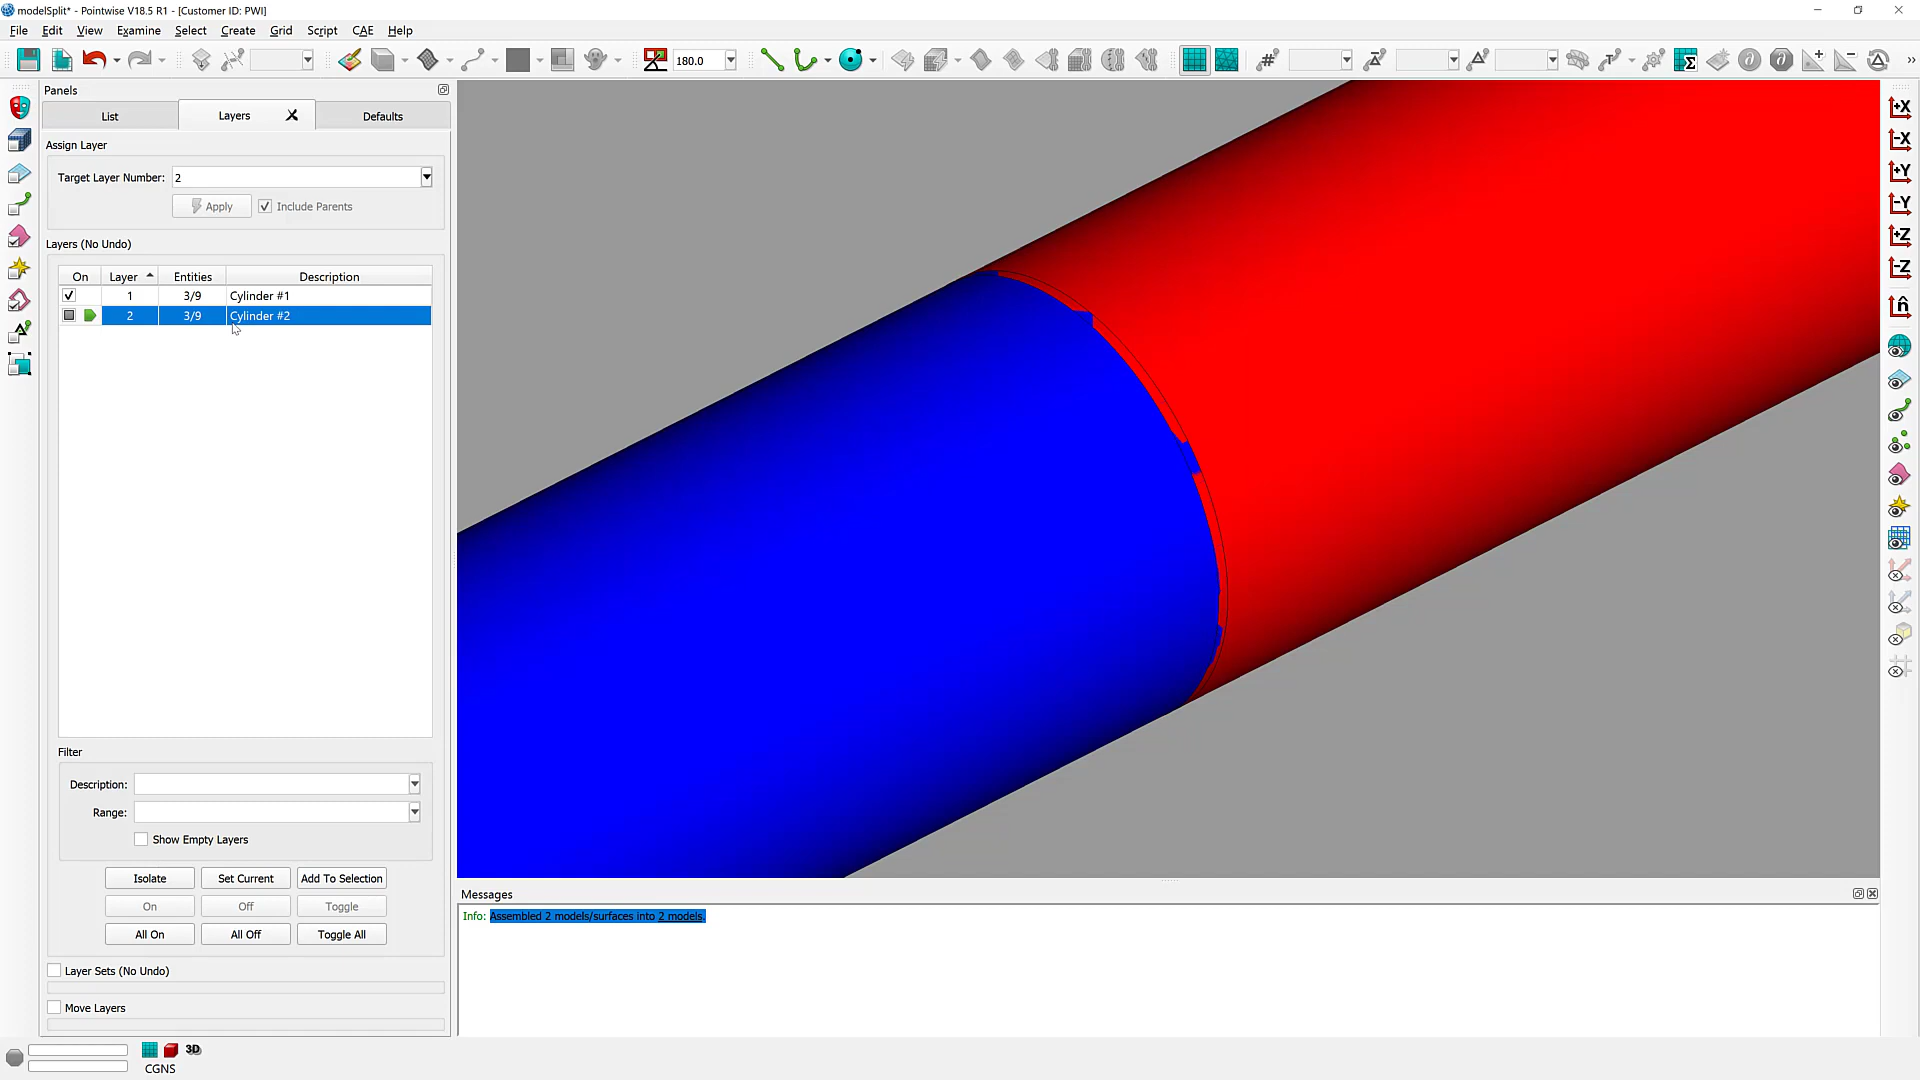 modelSplit* - Pointwise V18.5 R1 - [Customer ID: PWI]
File Edit View Examine Select Create Grid Script CAE Help
180.0
Panels
List Layers Defaults
Assign Layer
Target Layer Number: 2
Apply Include Parents
Layers (No Undo)
On Layer Entities Description
1 3/9 Cylinder #1
2 3/9 Cylinder #2
Filter
Description:
Range:
Show Empty Layers
Isolate Set Current Add To Selection
On Off Toggle
All On All Off Toggle All
Layer Sets (No Undo)
Move Layers
+X
-X
+Y
-Y
+Z
-Z
n̂
Messages
Info: Assembled 2 models/surfaces into 2 models.
3D
CGNS